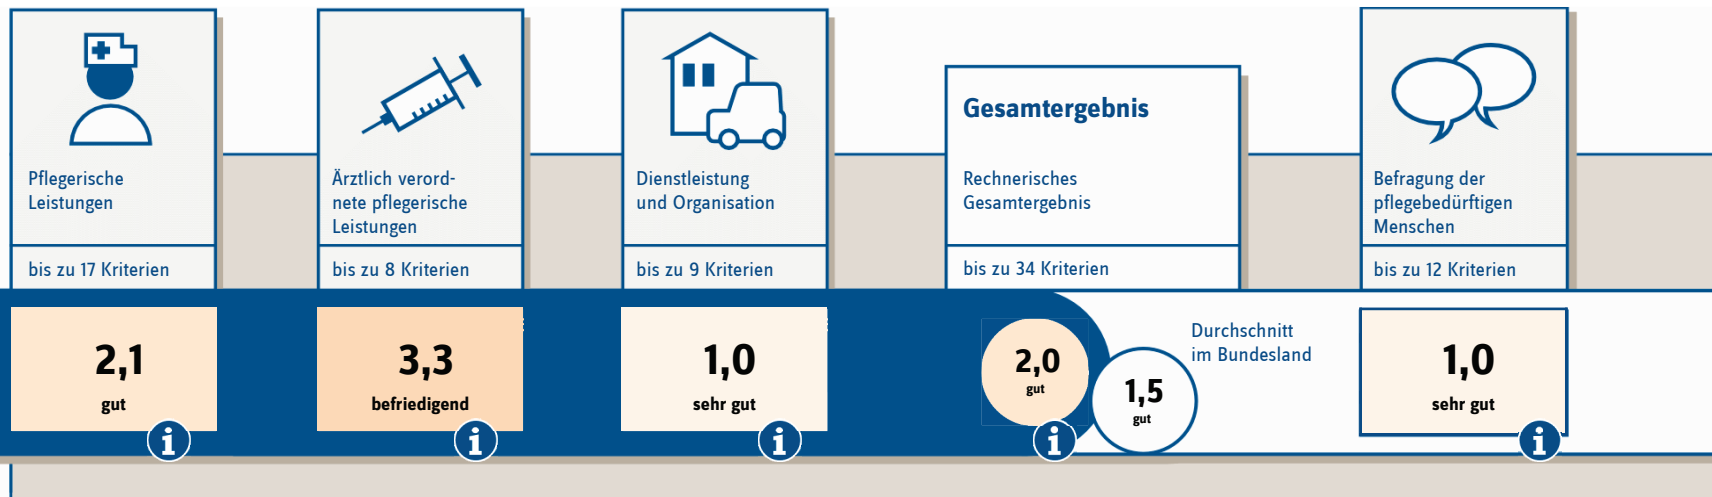 Pflegerische
Leistungen
bis zu 17 Kriterien
2,1
gut
i
Ärztlich verord-
nete pflegerische
Leistungen
bis zu 8 Kriterien
3,3
befriedigend
i
Dienstleistung
und Organisation
bis zu 9 Kriterien
1,0
sehr gut
i
Gesamtergebnis
Rechnerisches
Gesamtergebnis
bis zu 34 Kriterien
2,0
gut
i
1,5
gut
Durchschnitt
im Bundesland
Befragung der
pflegebedürftigen
Menschen
bis zu 12 Kriterien
1,0
sehr gut
i